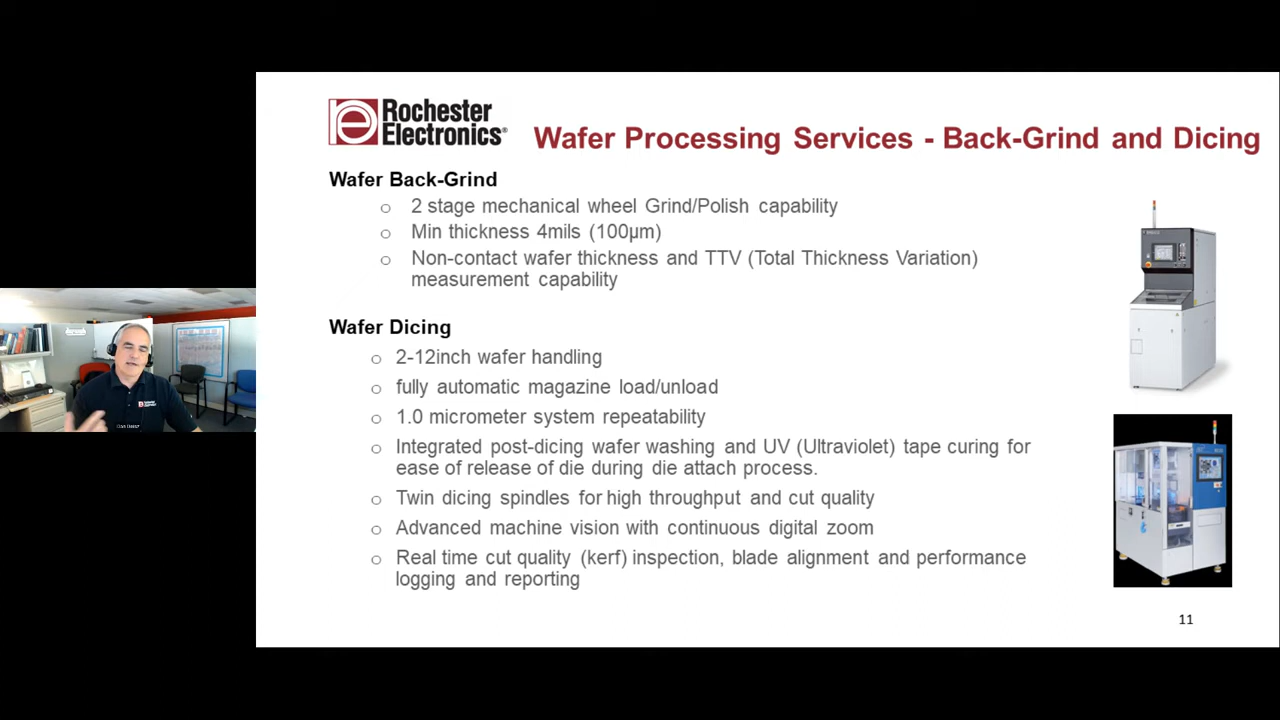 Rochester
Electronics®
Wafer Processing Services - Back-Grind and Dicing
Wafer Back-Grind
o 2 stage mechanical wheel Grind/Polish capability
o Min thickness 4mils (100µm)
o Non-contact wafer thickness and TTV (Total Thickness Variation)
measurement capability
Wafer Dicing
o 2-12inch wafer handling
o fully automatic magazine load/unload
o 1.0 micrometer system repeatability
o Integrated post-dicing wafer washing and UV (Ultraviolet) tape curing for
ease of release of die during die attach process.
o Twin dicing spindles for high throughput and cut quality
o Advanced machine vision with continuous digital zoom
o Real time cut quality (kerf) inspection, blade alignment and performance
logging and reporting
11